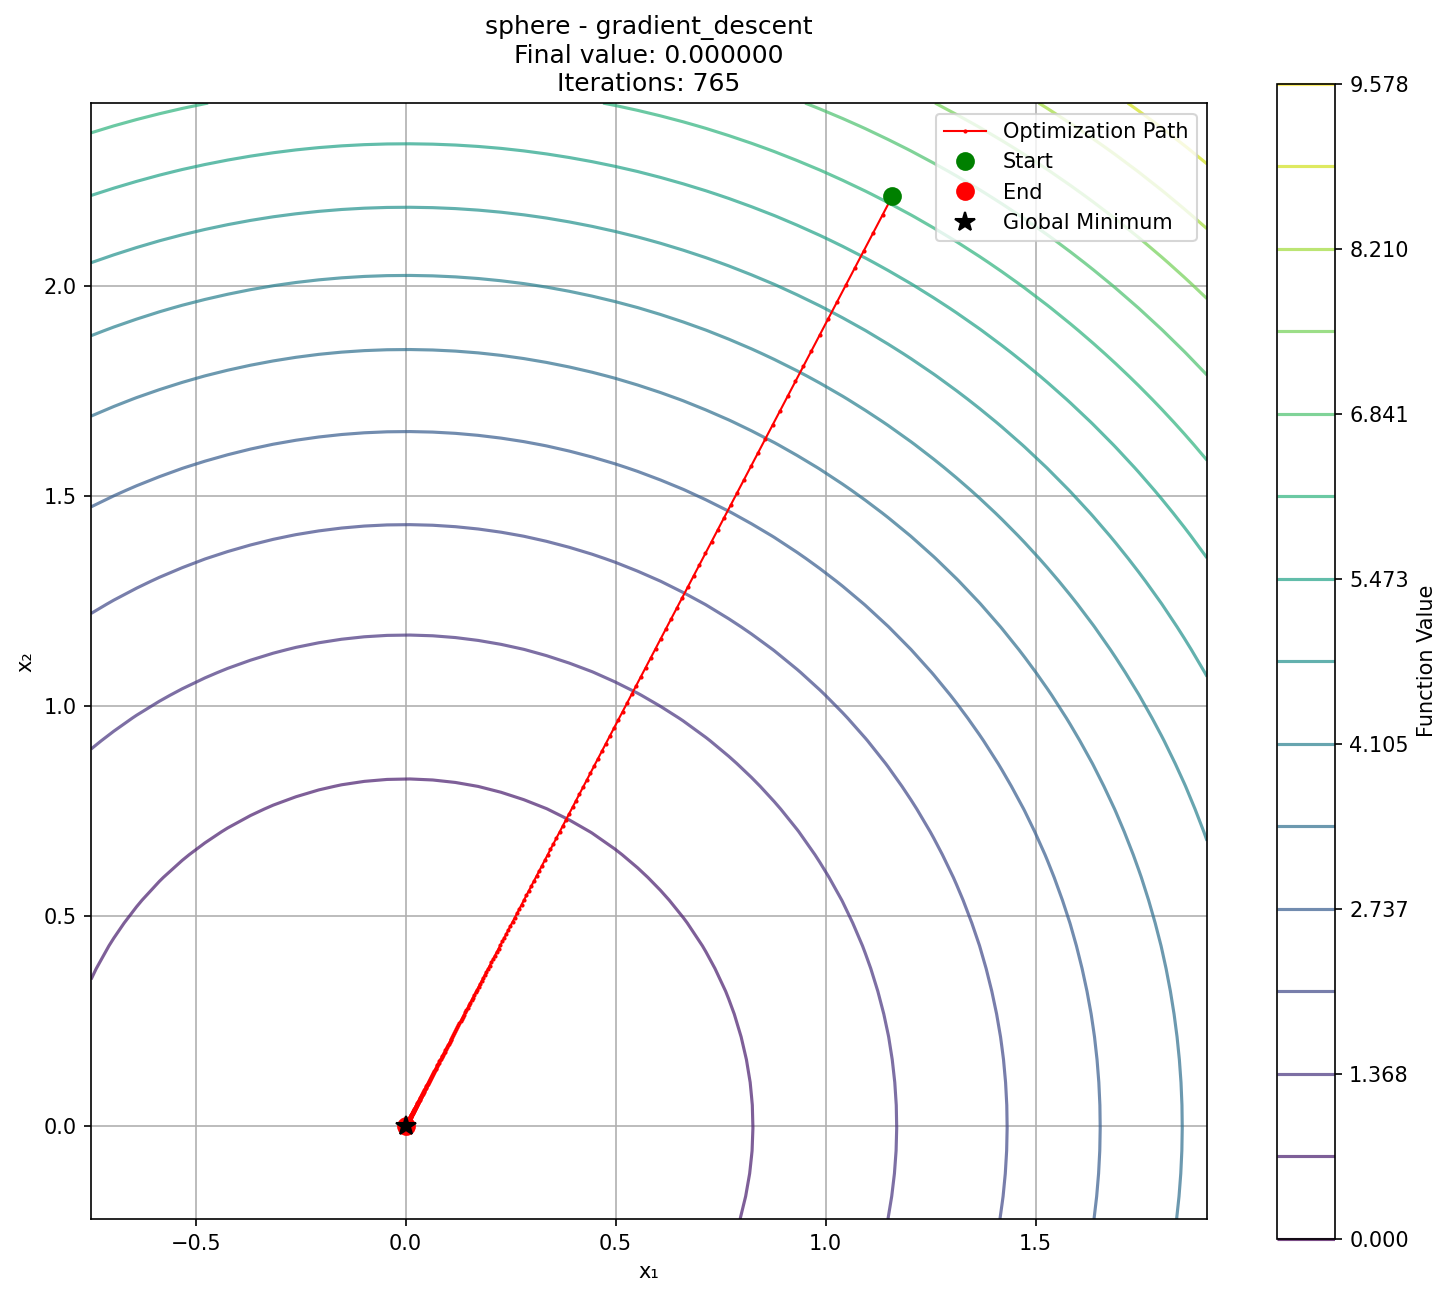 sphere - gradient_descent
Final value: 0.000000
Iterations: 765
Optimization Path
Start
End
Global Minimum
x₂
2.0
1.5
1.0
0.5
0.0
−0.5
0.0
0.5
1.0
1.5
x₁
9.578
8.210
6.841
5.473
4.105
2.737
1.368
0.000
Function Value